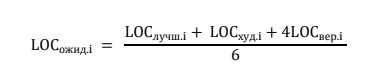 LOCожид.i = (LOCлучш.i + LOCхуд.i + 4LOCвер.i) / 6